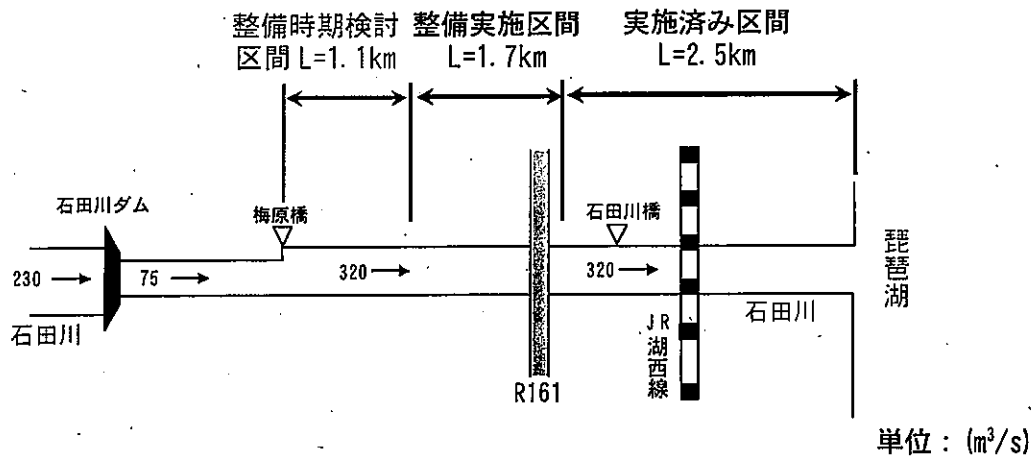 整備時期検討
区間 L=1.1km
整備実施区間
L=1.7km
実施済み区間
L=2.5km
石田川ダム
梅原橋
石田川橋
230
75
320
320
琵琶湖
石田川
石田川
JR湖西線
R161
単位：(m³/s)